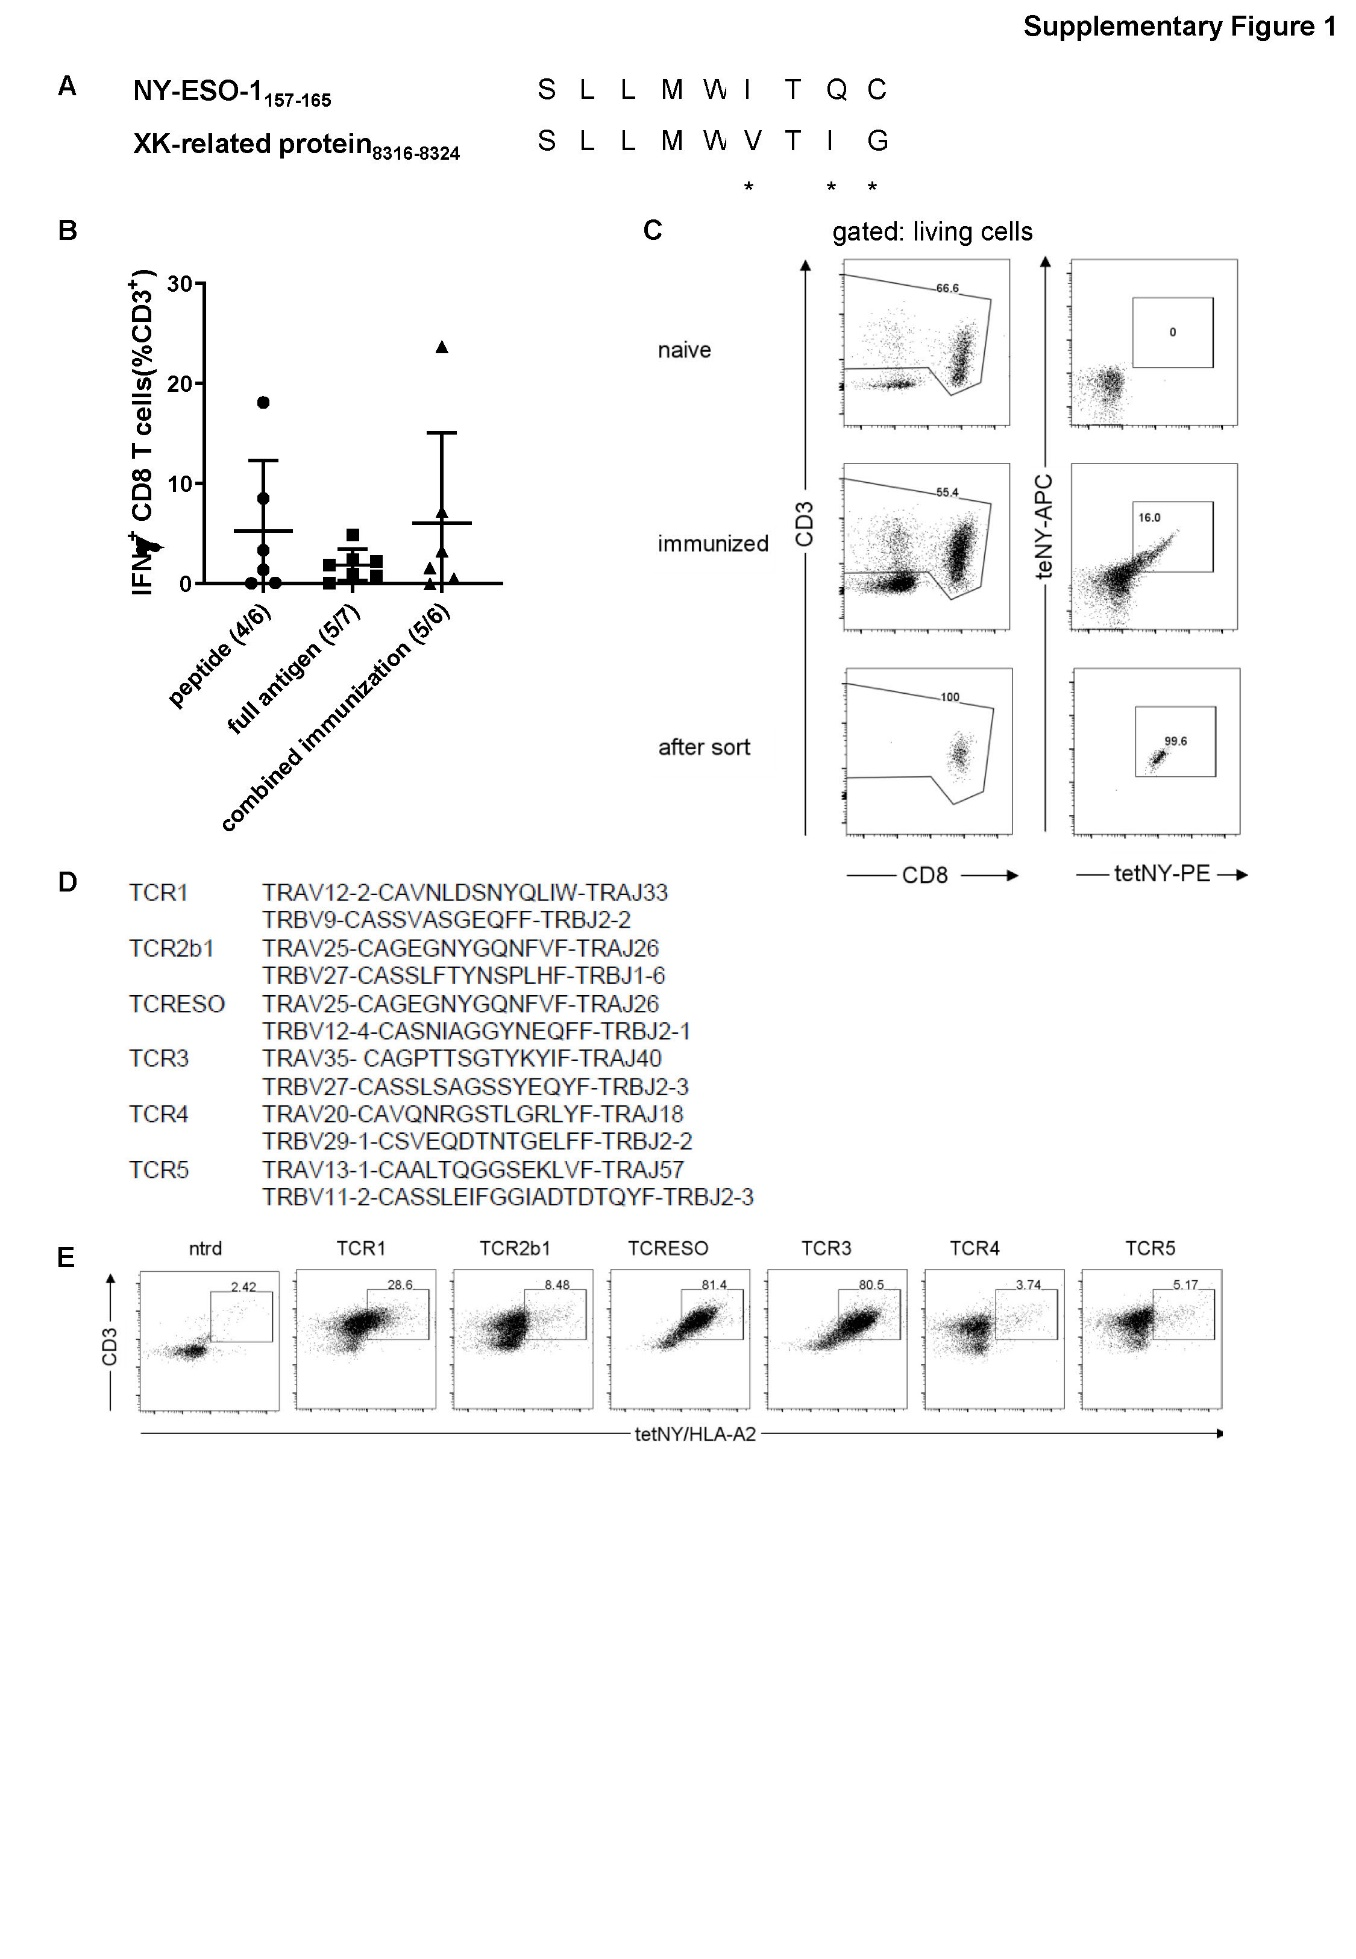 Supplementary Figure 1
A
NY-ESO-1157-165 S L L M W I T Q C
XK-related protein8316-8324 S L L M W V T I G
* * *
B
IFNγ+ CD8 T cells(%CD3+)
30
20
10
0
peptide (4/6)
full antigen (5/7)
combined immunization (5/6)
C
gated: living cells
naive
66.6
0
immunized
55.4
16.0
after sort
100
99.6
CD3
tetNY-APC
CD8
tetNY-PE
D
TCR1 TRAV12-2-CAVNLDSNYQLIW-TRAJ33
TRBV9-CASSVASGEQFF-TRBJ2-2
TCR2b1 TRAV25-CAGEGNYGQNFVF-TRAJ26
TRBV27-CASSLFTYNSPLHF-TRBJ1-6
TCRESO TRAV25-CAGEGNYGQNFVF-TRAJ26
TRBV12-4-CASNIAGGYNEQFF-TRBJ2-1
TCR3 TRAV35- CAGPTTSGTYKYIF-TRAJ40
TRBV27-CASSLSAGSSYEQYF-TRBJ2-3
TCR4 TRAV20-CAVQNRGSTLGRLYF-TRAJ18
TRBV29-1-CSVEQDTNTGELFF-TRBJ2-2
TCR5 TRAV13-1-CAALTQGGSEKLVF-TRAJ57
TRBV11-2-CASSLEIFGGIADTDTQYF-TRBJ2-3
E
ntrd TCR1 TCR2b1 TCRESO TCR3 TCR4 TCR5
2.42 28.6 8.48 81.4 80.5 3.74 5.17
CD3
tetNY/HLA-A2